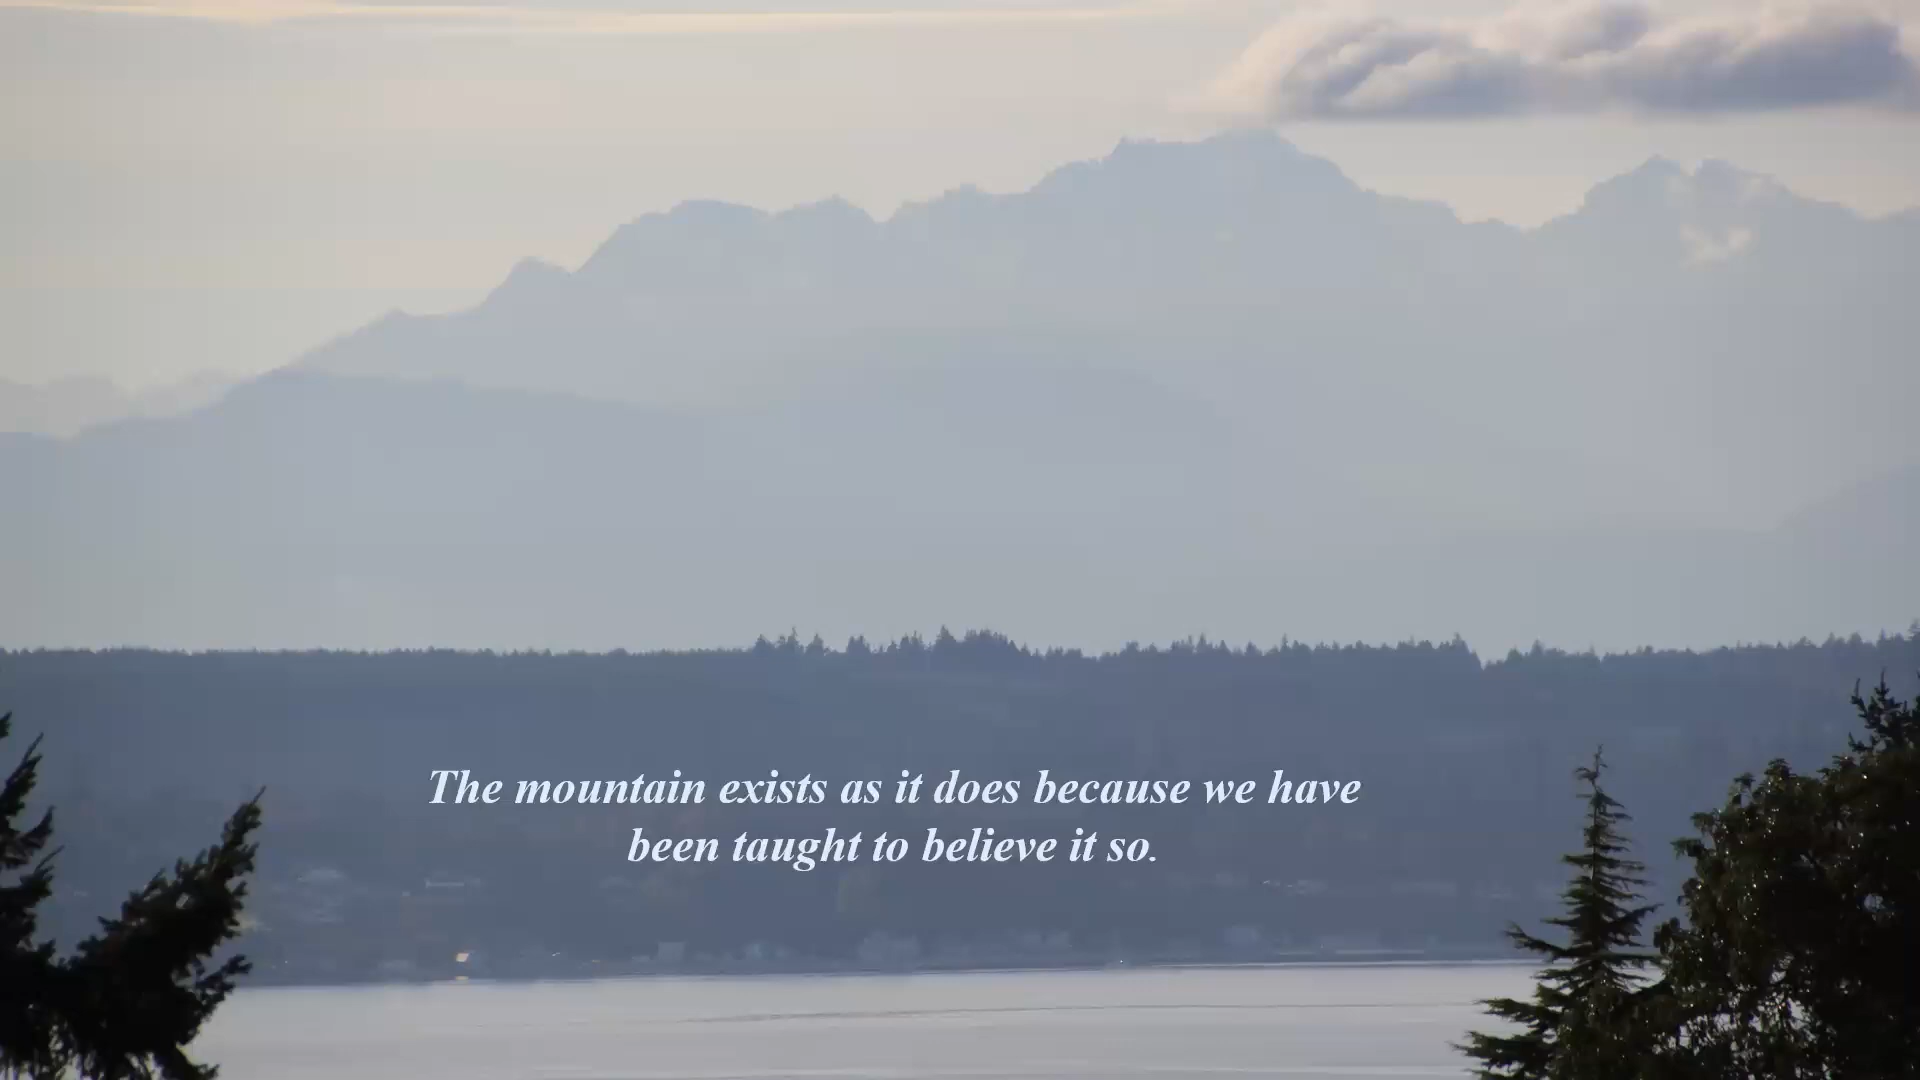 The mountain exists as it does because we have
been taught to believe it so.